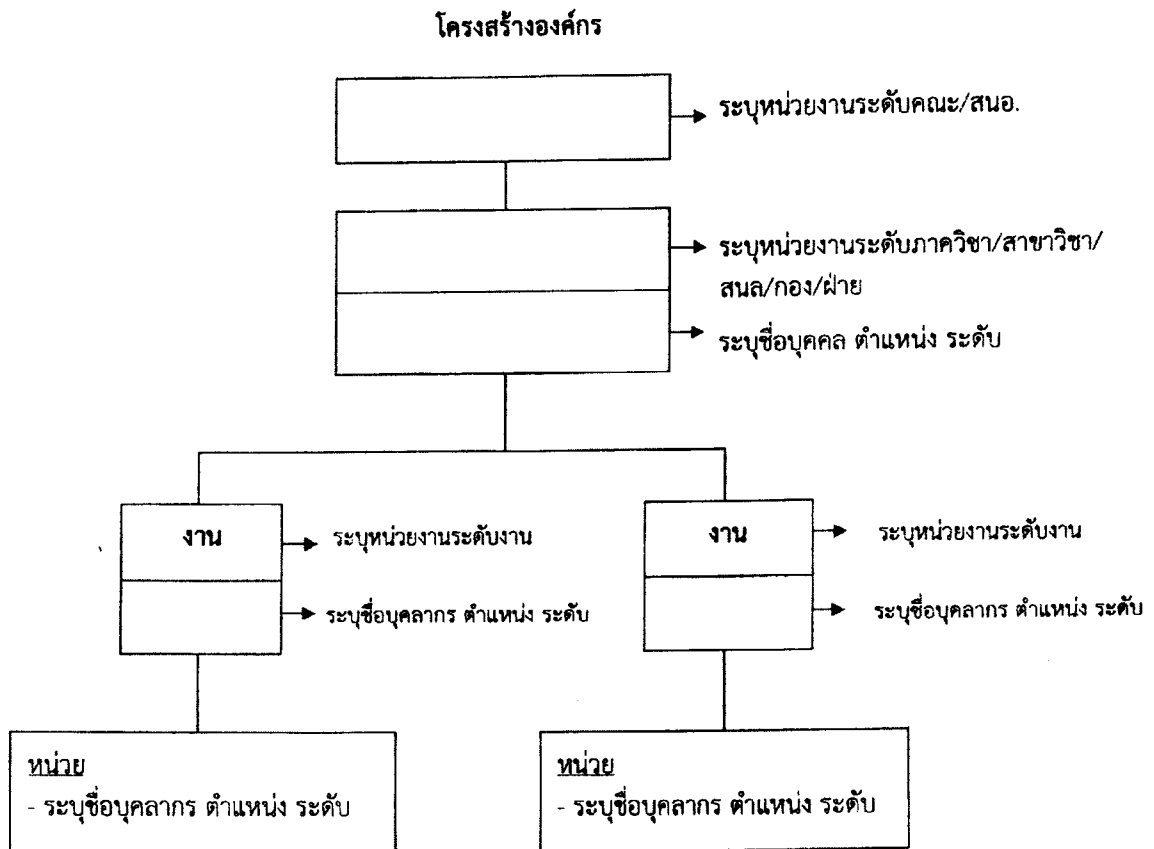 โครงสร้างองค์กร
ระบุหน่วยงานระดับคณะ/สนอ.
ระบุหน่วยงานระดับภาควิชา/สาขาวิชา/
สนล/กอง/ฝ่าย
ระบุชื่อบุคคล ตำแหน่ง ระดับ
งาน
ระบุหน่วยงานระดับงาน
ระบุชื่อบุคลากร ตำแหน่ง ระดับ
งาน
ระบุหน่วยงานระดับงาน
ระบุชื่อบุคลากร ตำแหน่ง ระดับ
หน่วย
- ระบุชื่อบุคลากร ตำแหน่ง ระดับ
หน่วย
- ระบุชื่อบุคลากร ตำแหน่ง ระดับ